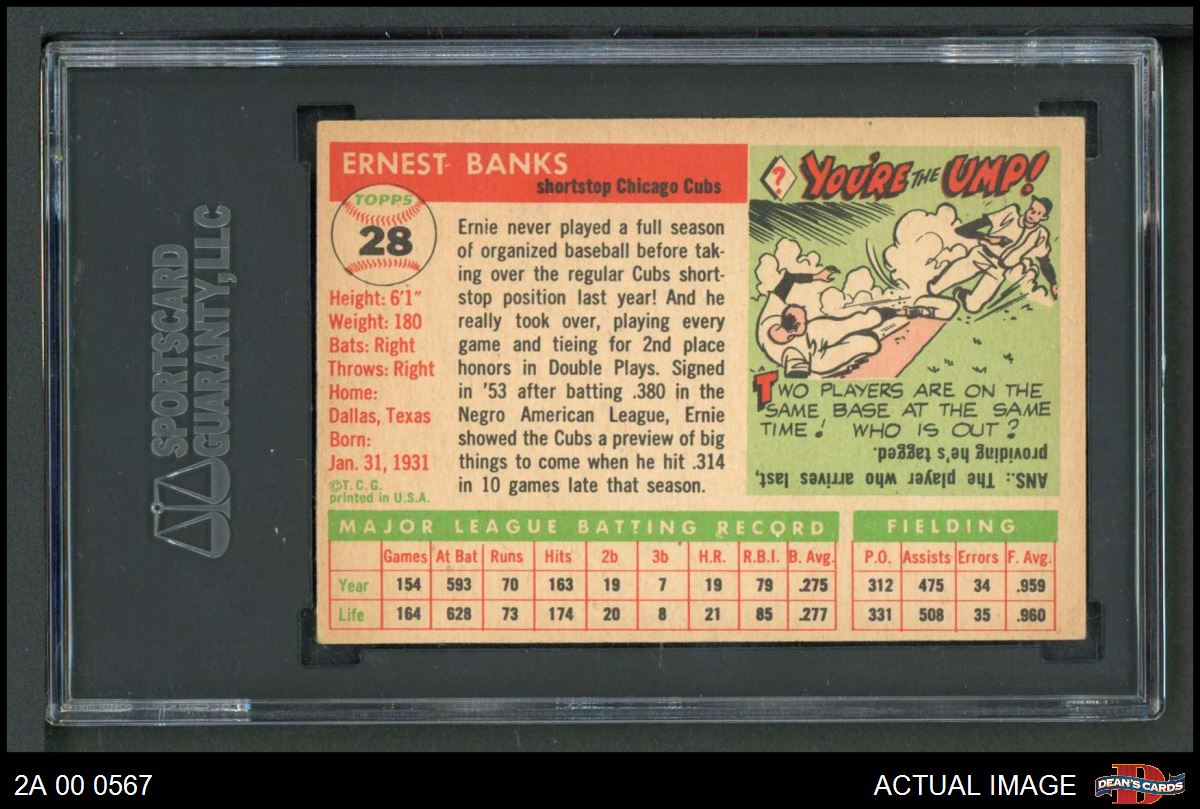 SPORTSCARD
GUARANTY,LLC
ERNEST BANKS
shortstop Chicago Cubs
TOPPS
28
Height: 6'1"
Weight: 180
Bats: Right
Throws: Right
Home:
Dallas, Texas
Born:
Jan. 31, 1931
©T. C. G.
printed in U.S.A.
Ernie never played a full season
of organized baseball before tak-
ing over the regular Cubs short-
stop position last year! And he
really took over, playing every
game and tieing for 2nd place
honors in Double Plays. Signed
in '53 after batting .380 in the
Negro American League, Ernie
showed the Cubs a preview of big
things to come when he hit .314
in 10 games late that season.
? YOU'RE THE UMP!
TWO PLAYERS ARE ON THE
SAME BASE AT THE SAME
TIME! WHO IS OUT?
ANS.: The player who arrives last,
providing he's tagged.
MAJOR LEAGUE BATTING RECORD
Games At Bat Runs Hits 2b 3b H.R. R.B.I. B. Avg.
Year 154 593 70 163 19 7 19 79 .275
Life 164 628 73 174 20 8 21 85 .277
FIELDING
P.O. Assists Errors F. Avg.
312 475 34 .959
331 508 35 .960
2A 00 0567
ACTUAL IMAGE
D
DEAN'S CARDS